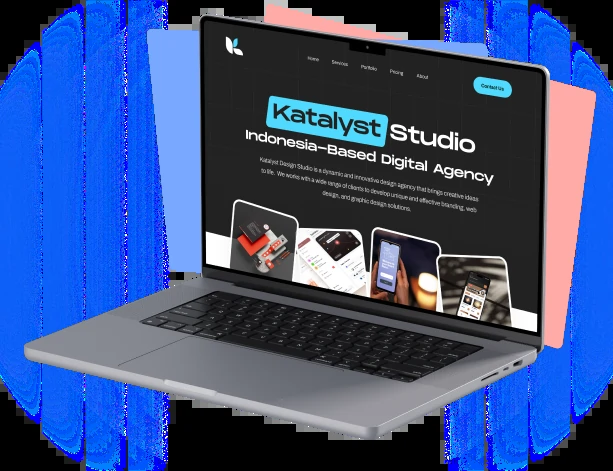 Home Services Portfolio Pricing About
Contact Us
Katalyst Studio
Indonesia-Based Digital Agency
Katalyst Design Studio is a dynamic and innovative design agency that brings creative ideas
to life. We works with a wide range of clients to develop unique and effective branding, web
design, and graphic design solutions.